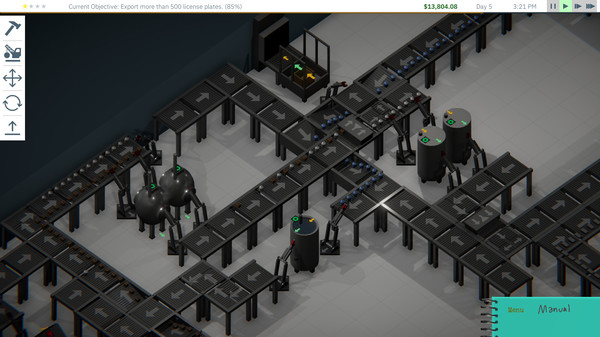 Current Objective: Export more than 500 license plates. (85%)
$13,804.08
Day 5
3:21 PM
Manual